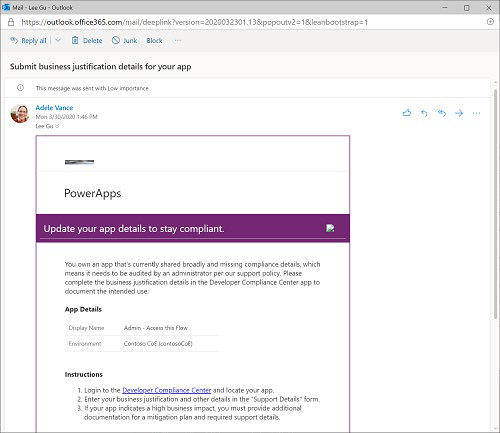 Mail - Lee Gu - Outlook
https://outlook.office365.com/mail/deeplink?version=2020032301.13&popoutv2=1&leanbootstrap=1
Reply all
Delete
Junk
Block
Submit business justification details for your app
This message was sent with Low importance
Adele Vance
Mon 3/30/2020 1:46 PM
Lee Gu
PowerApps
Update your app details to stay compliant.
You own an app that's currently shared broadly and missing compliance details, which
means it needs to be audited by an administrator per our support policy. Please
complete the business justification details in the Developer Compliance Center app to
document the intended use.
App Details
Display Name Admin - Access this Flow
Environment Contoso CoE (contosoCoE)
Instructions
1. Login to the Developer Compliance Center and locate your app.
2. Enter your business justification and other details in the "Support Details" form.
3. If your app indicates a high business impact, you must provide additional
documentation for a mitigation plan and required support details.